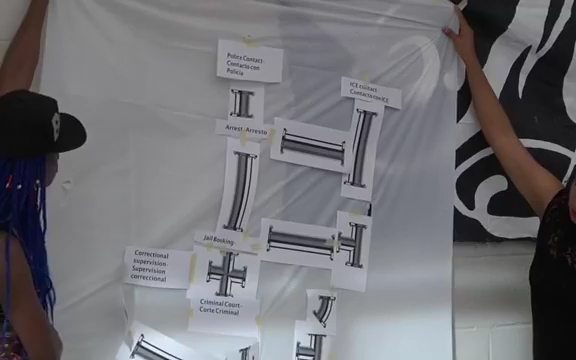 Police Contact-
Contacto con
Policia
ICE contact -
Contacto con ICE
Arrest -Arresto
Jail Booking -
Correctional
supervision-
Supervision
correccional
Criminal Court-
Corte Criminal